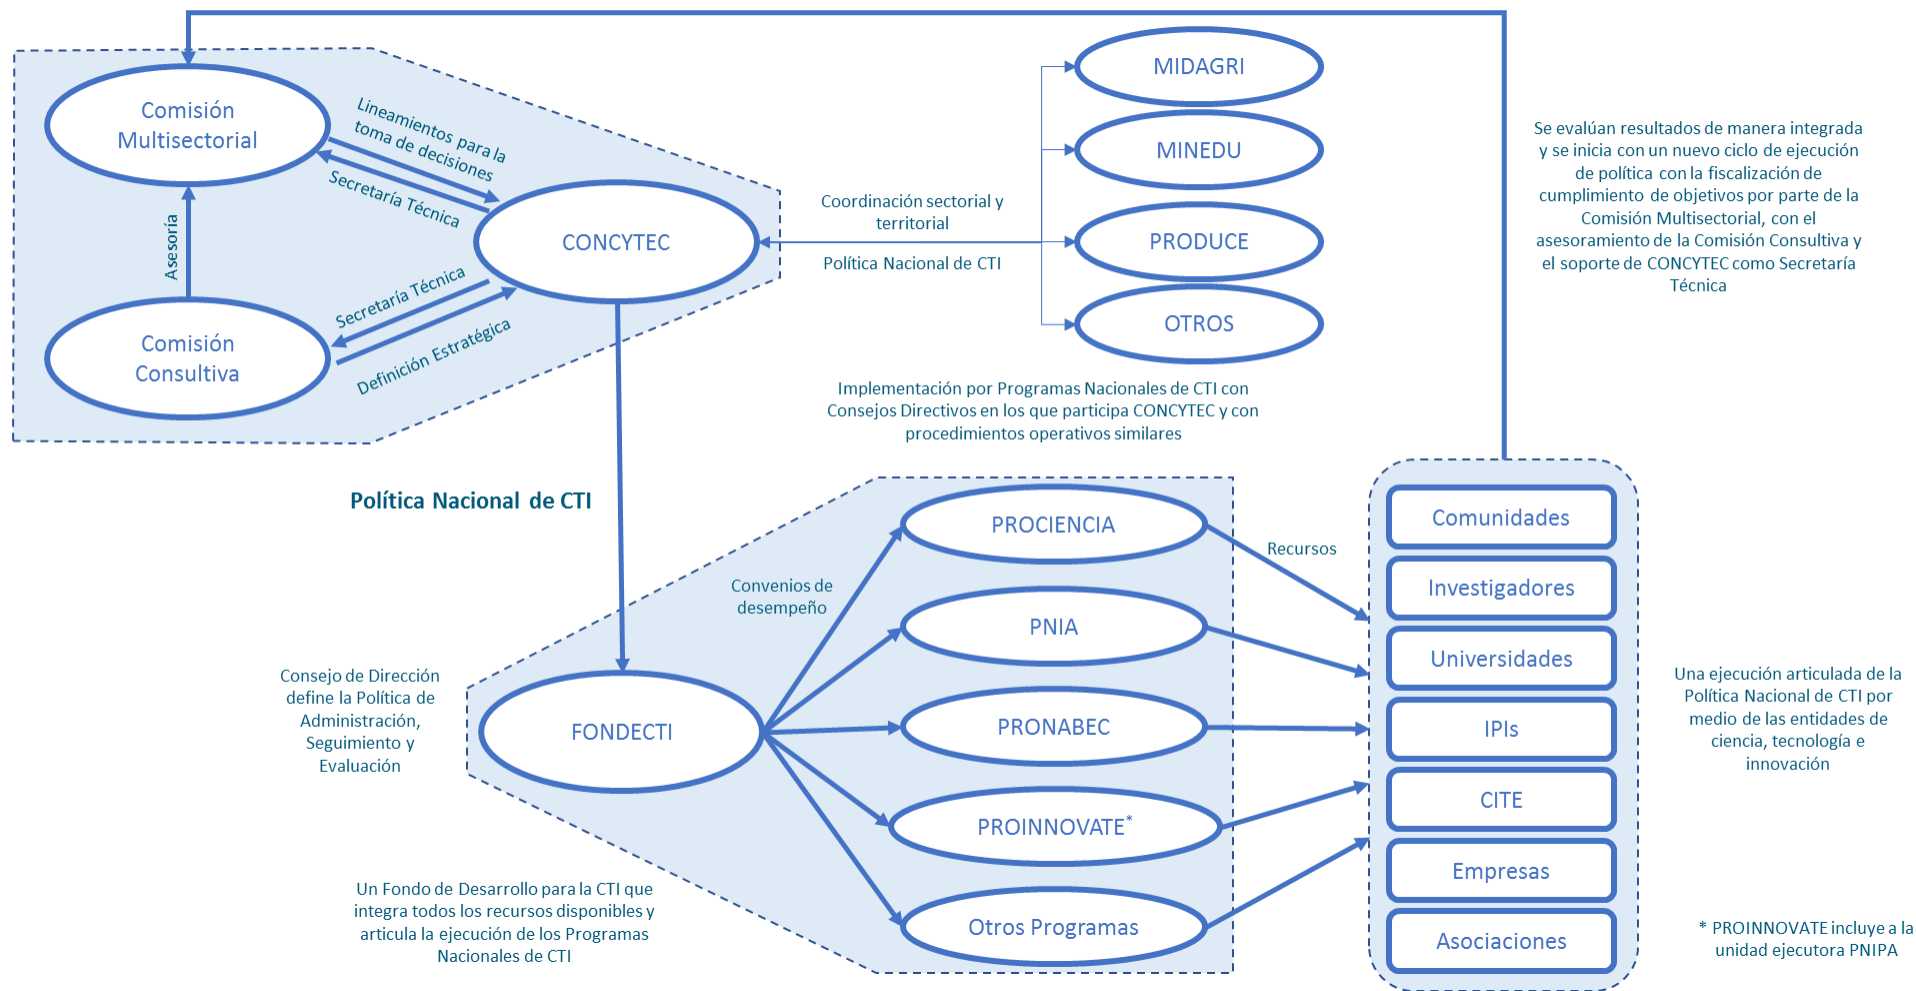 Comisión
Multisectorial
Lineamientos para la
toma de decisiones
Secretaría Técnica
Asesoría
CONCYTEC
Secretaría Técnica
Definición Estratégica
Comisión
Consultiva
Coordinación sectorial y
territorial
Política Nacional de CTI
MIDAGRI
MINEDU
PRODUCE
OTROS
Se evalúan resultados de manera integrada
y se inicia con un nuevo ciclo de ejecución
de política con la fiscalización de
cumplimiento de objetivos por parte de la
Comisión Multisectorial, con el
asesoramiento de la Comisión Consultiva y
el soporte de CONCYTEC como Secretaría
Técnica
Implementación por Programas Nacionales de CTI con
Consejos Directivos en los que participa CONCYTEC y con
procedimientos operativos similares
Política Nacional de CTI
Convenios de
desempeño
Consejo de Dirección
define la Política de
Administración,
Seguimiento y
Evaluación
FONDECTI
PROCIENCIA
PNIA
PRONABEC
PROINNOVATE*
Otros Programas
Recursos
Comunidades
Investigadores
Universidades
IPIs
CITE
Empresas
Asociaciones
Una ejecución articulada de la
Política Nacional de CTI por
medio de las entidades de
ciencia, tecnología e
innovación
Un Fondo de Desarrollo para la CTI que
integra todos los recursos disponibles y
articula la ejecución de los Programas
Nacionales de CTI
* PROINNOVATE incluye a la
unidad ejecutora PNIPA